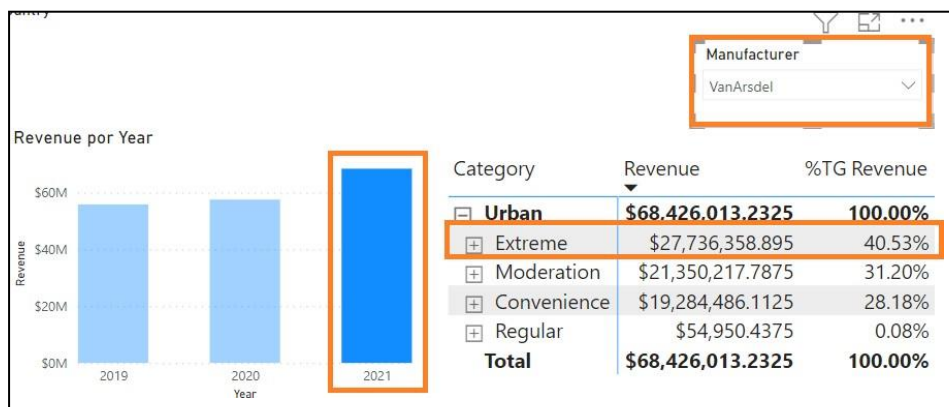 Manufacturer
VanArsdel
Revenue por Year
$60M
$40M
$20M
$0M
Revenue
2019 2020 2021
Year
Category Revenue %TG Revenue
Urban $68,426,013.2325 100.00%
Extreme $27,736,358.895 40.53%
Moderation $21,350,217.7875 31.20%
Convenience $19,284,486.1125 28.18%
Regular $54,950.4375 0.08%
Total $68,426,013.2325 100.00%